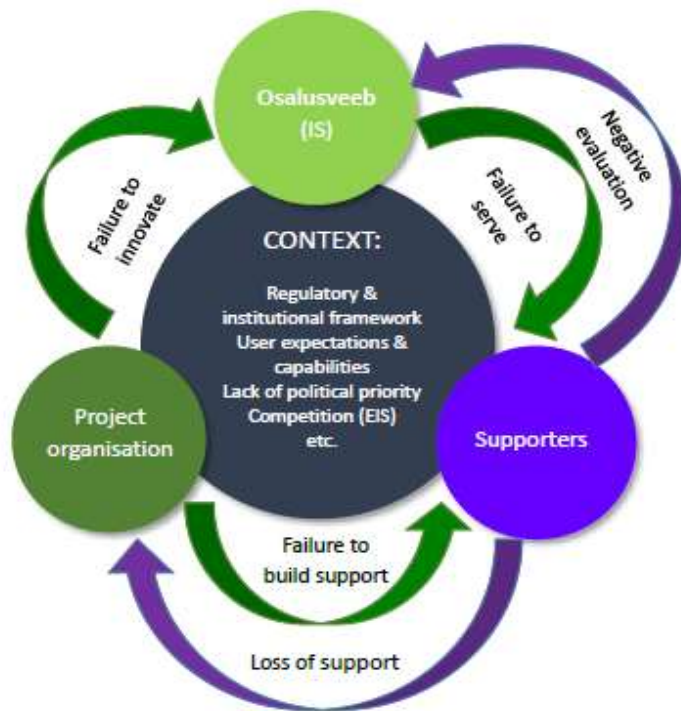 Osalusveeb
(IS)
Negative
evaluation
Failure to
innovate
Failure to
serve
CONTEXT:
Regulatory &
institutional framework
User expectations &
capabilities
Lack of political priority
Competition (EIS)
etc.
Project
organisation
Supporters
Failure to
build support
Loss of support